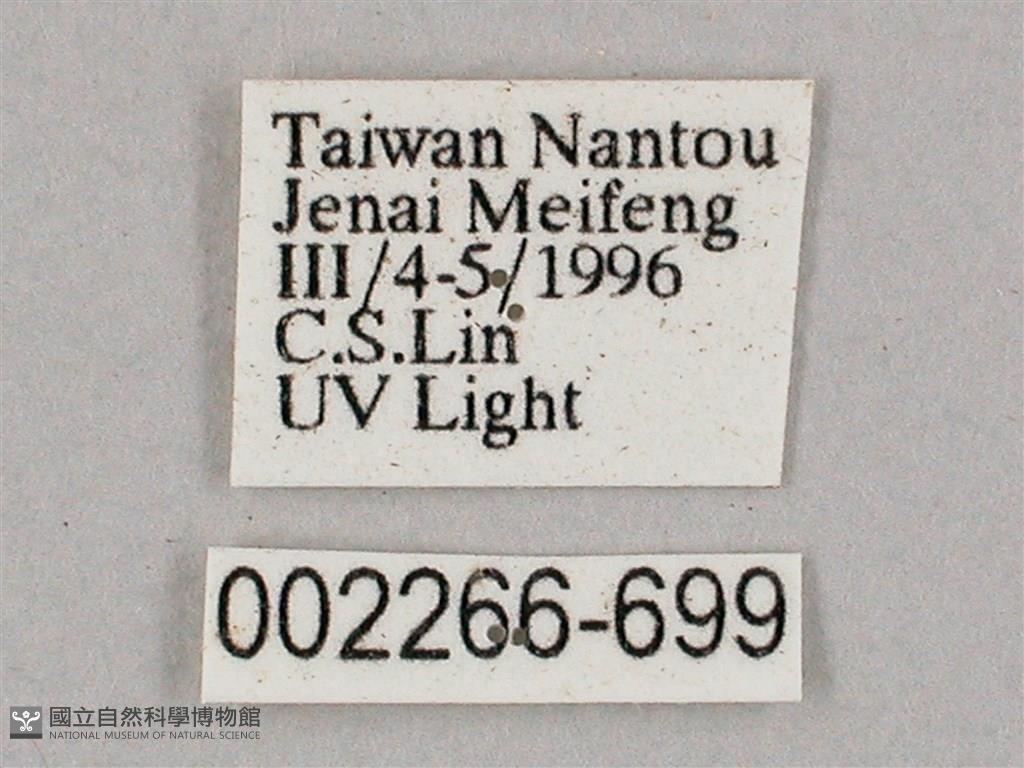 Taiwan Nantou
Jenai Meifeng
III/4-5/1996
C.S.Lin
UV Light
002266-699
國立自然科學博物館
NATIONAL MUSEUM OF NATURAL SCIENCE